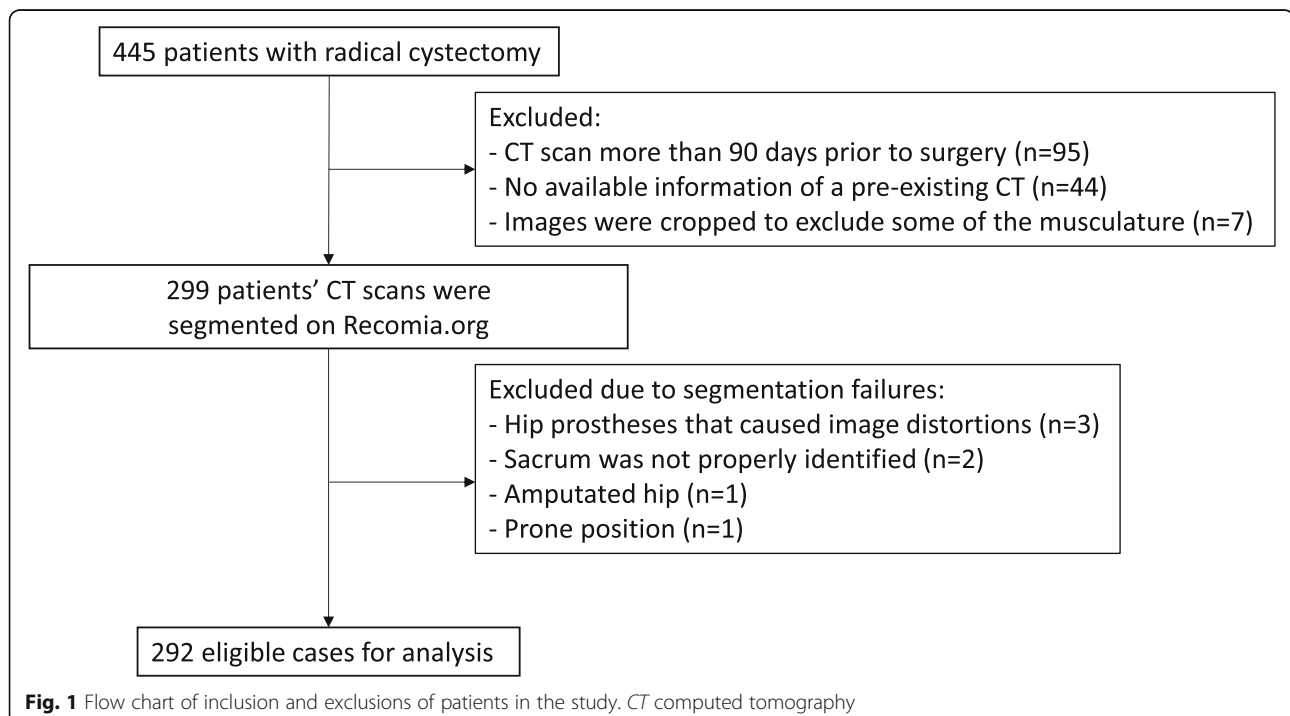 445 patients with radical cystectomy
Excluded:
- CT scan more than 90 days prior to surgery (n=95)
- No available information of a pre-existing CT (n=44)
- Images were cropped to exclude some of the musculature (n=7)
299 patients’ CT scans were
segmented on Recomia.org
Excluded due to segmentation failures:
- Hip prostheses that caused image distortions (n=3)
- Sacrum was not properly identified (n=2)
- Amputated hip (n=1)
- Prone position (n=1)
292 eligible cases for analysis
Fig. 1 Flow chart of inclusion and exclusions of patients in the study. CT computed tomography